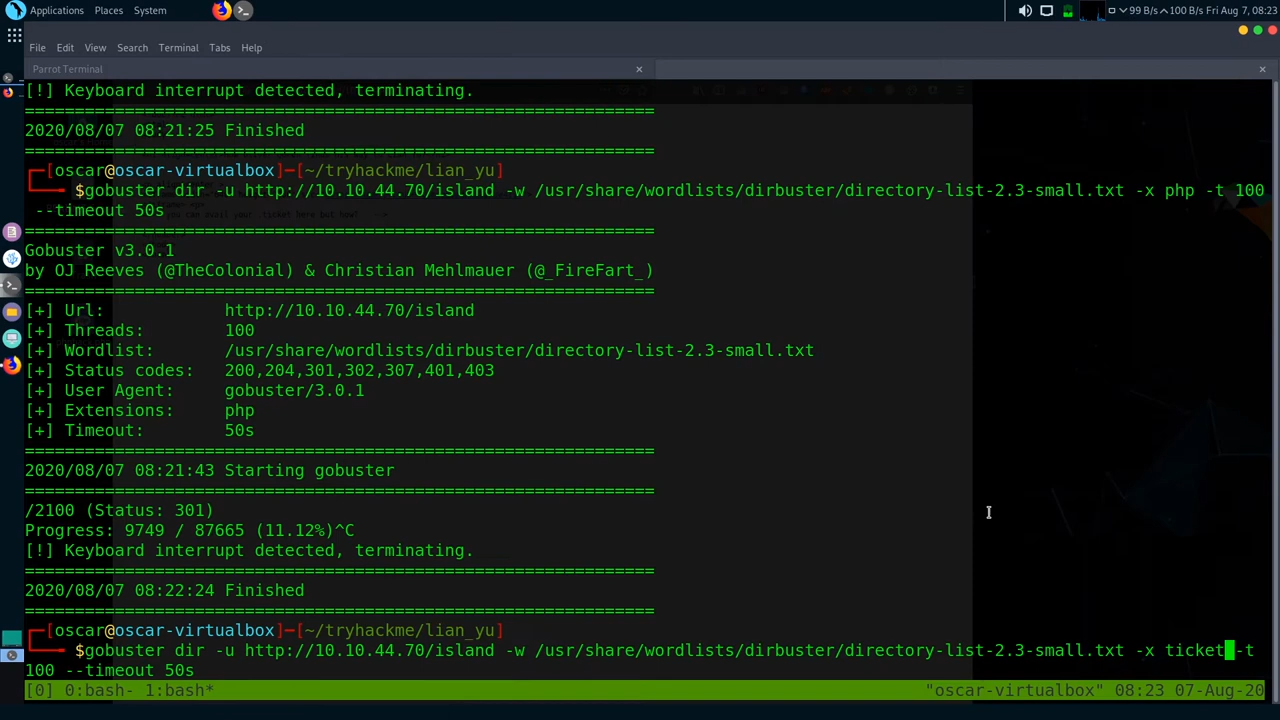 Applications Places System 99 B/s 100 B/s Fri Aug 7, 08:23
File Edit View Search Terminal Tabs Help
Parrot Terminal × ×
[!] Keyboard interrupt detected, terminating.
=================================================================
2020/08/07 08:21:25 Finished
=================================================================
[oscar@oscar-virtualbox]-[~/tryhackme/lian_yu]
$gobuster dir -u http://10.10.44.70/island -w /usr/share/wordlists/dirbuster/directory-list-2.3-small.txt -x php -t 100
--timeout 50s
=================================================================
Gobuster v3.0.1
by OJ Reeves (@TheColonial) & Christian Mehlmauer (@_FireFart_)
=================================================================
[+] Url: http://10.10.44.70/island
[+] Threads: 100
[+] Wordlist: /usr/share/wordlists/dirbuster/directory-list-2.3-small.txt
[+] Status codes: 200,204,301,302,307,401,403
[+] User Agent: gobuster/3.0.1
[+] Extensions: php
[+] Timeout: 50s
=================================================================
2020/08/07 08:21:43 Starting gobuster
=================================================================
/2100 (Status: 301)
Progress: 9749 / 87665 (11.12%)^C
[!] Keyboard interrupt detected, terminating.
=================================================================
2020/08/07 08:22:24 Finished
=================================================================
[oscar@oscar-virtualbox]-[~/tryhackme/lian_yu]
$gobuster dir -u http://10.10.44.70/island -w /usr/share/wordlists/dirbuster/directory-list-2.3-small.txt -x ticket -t
100 --timeout 50s
[0] 0:bash- 1:bash* "oscar-virtualbox" 08:23 07-Aug-20